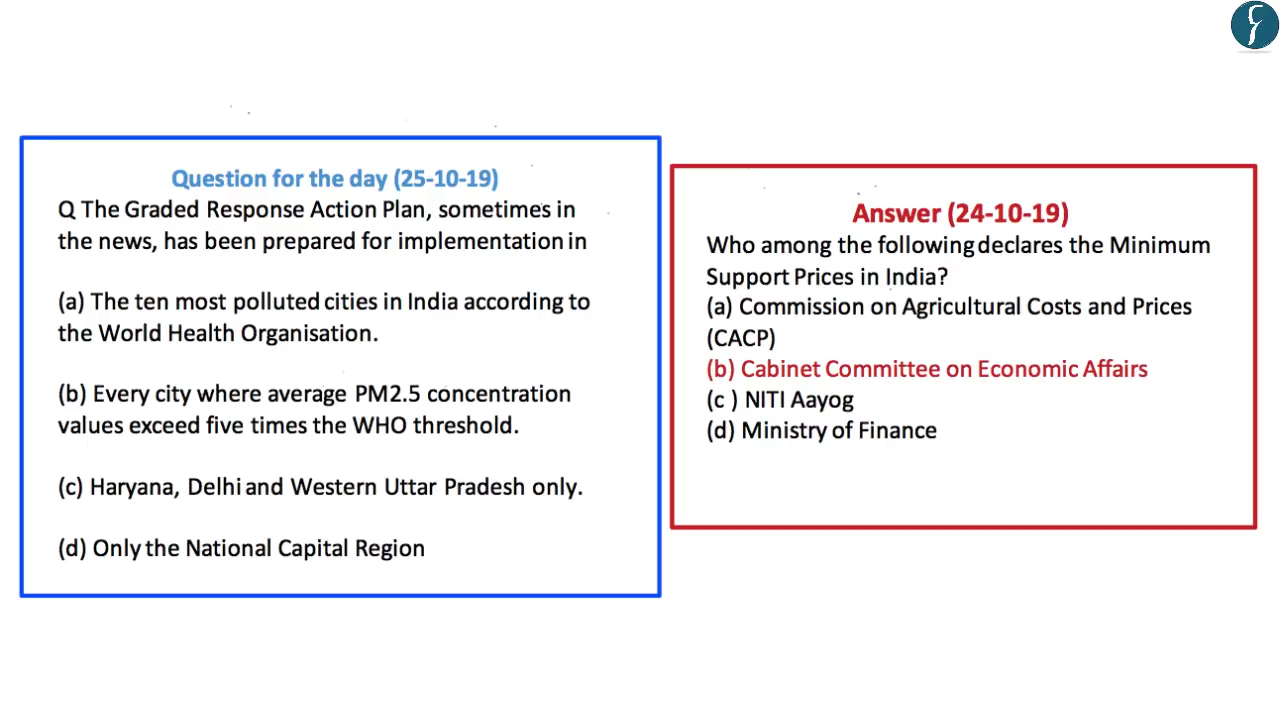 Question for the day (25-10-19)
Q The Graded Response Action Plan, sometimes in
the news, has been prepared for implementation in
(a) The ten most polluted cities in India according to
the World Health Organisation.
(b) Every city where average PM2.5 concentration
values exceed five times the WHO threshold.
(c) Haryana, Delhi and Western Uttar Pradesh only.
(d) Only the National Capital Region
Answer (24-10-19)
Who among the following declares the Minimum
Support Prices in India?
(a) Commission on Agricultural Costs and Prices
(CACP)
(b) Cabinet Committee on Economic Affairs
(c ) NITI Aayog
(d) Ministry of Finance